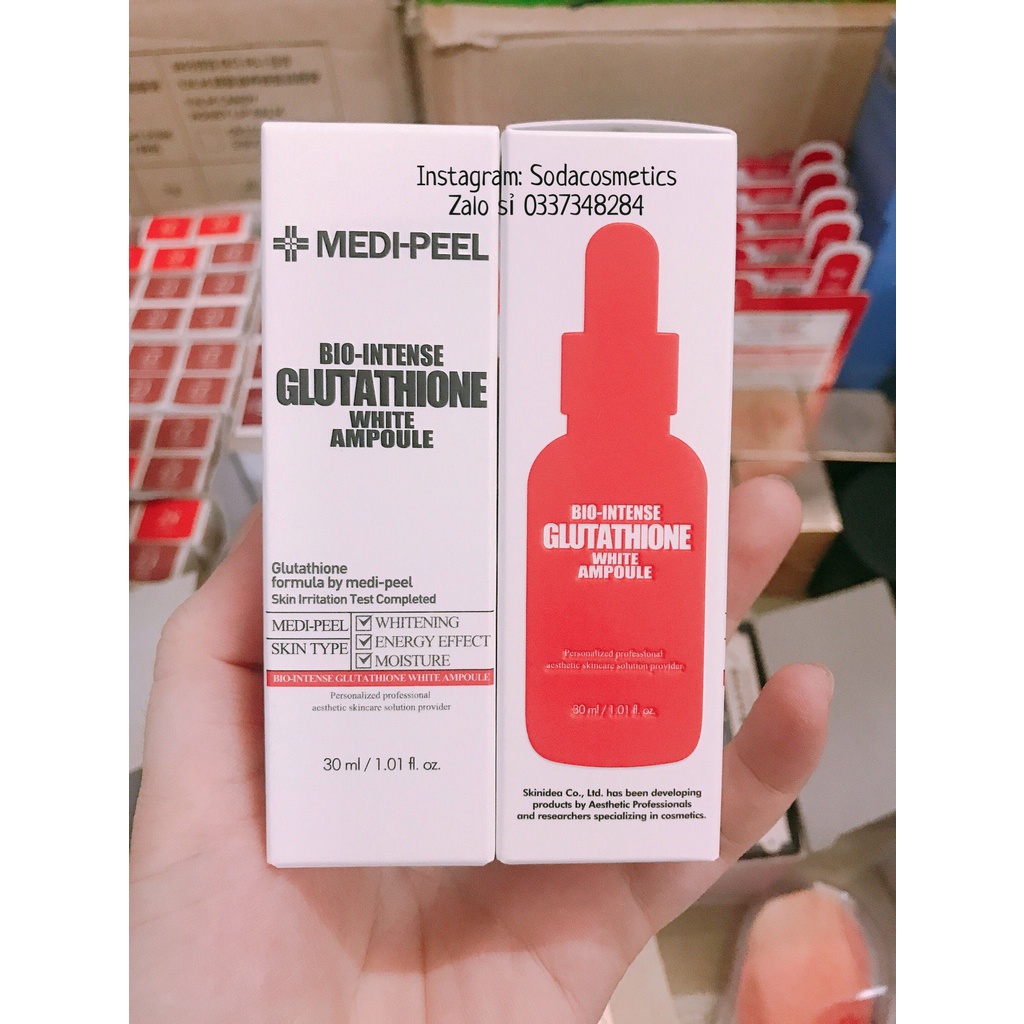 Instagram: Sodacosmetics
Zalo sỉ 0337348284
MEDI-PEEL
BIO-INTENSE
GLUTATHIONE
WHITE
AMPOULE
Glutathione
formula by medi-peel
Skin Irritation Test Completed
MEDI-PEEL
SKIN TYPE
WHITENING
ENERGY EFFECT
MOISTURE
BIO-INTENSE GLUTATHIONE WHITE AMPOULE
Personalized professional
aesthetic skincare solution provider
30 ml / 1.01 fl. oz.
BIO-INTENSE
GLUTATHIONE
WHITE
AMPOULE
Personalized professional
aesthetic skincare solution provider
30 ml / 1.01 fl. oz.
Skinidea Co., Ltd. has been developing
products by Aesthetic Professionals
and researchers specializing in cosmetics.